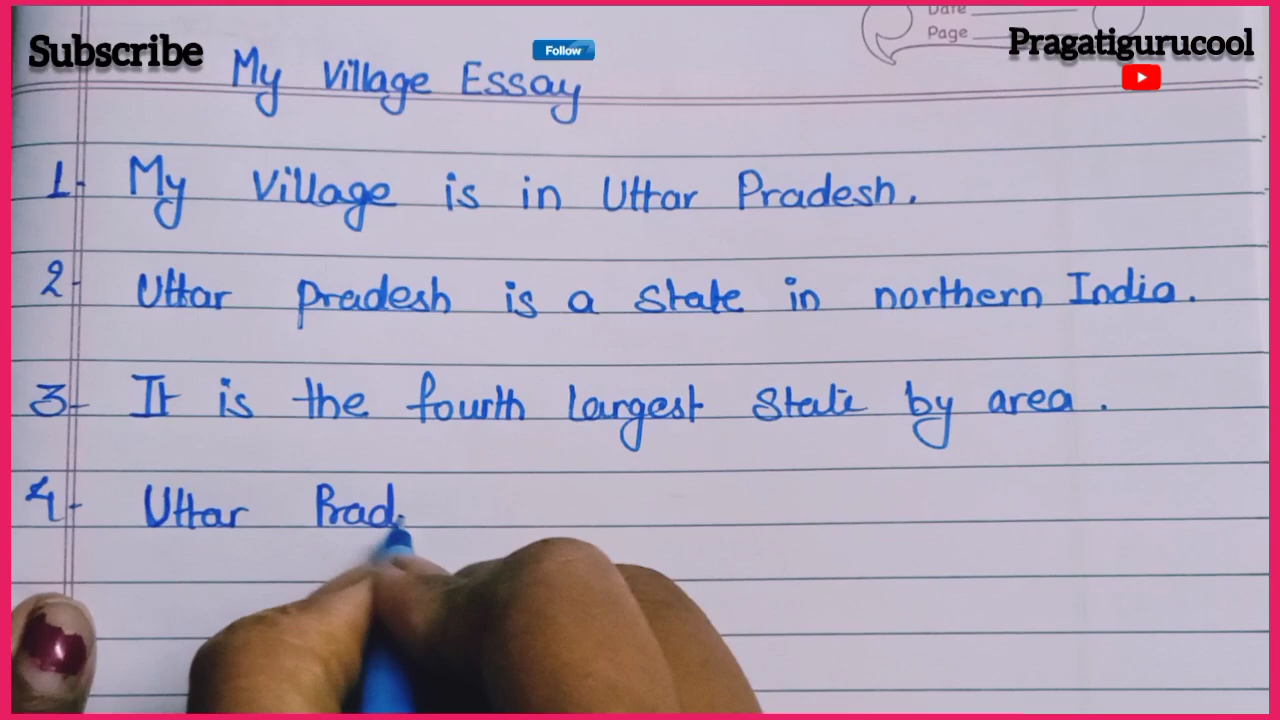 Date
Page
Subscribe
Follow
Pragatigurucool
My Village Essay
1- My Village is in Uttar Pradesh.
2- Uttar pradesh is a State in northern India.
3- It is the fourth largest State by area.
4- Uttar Prad